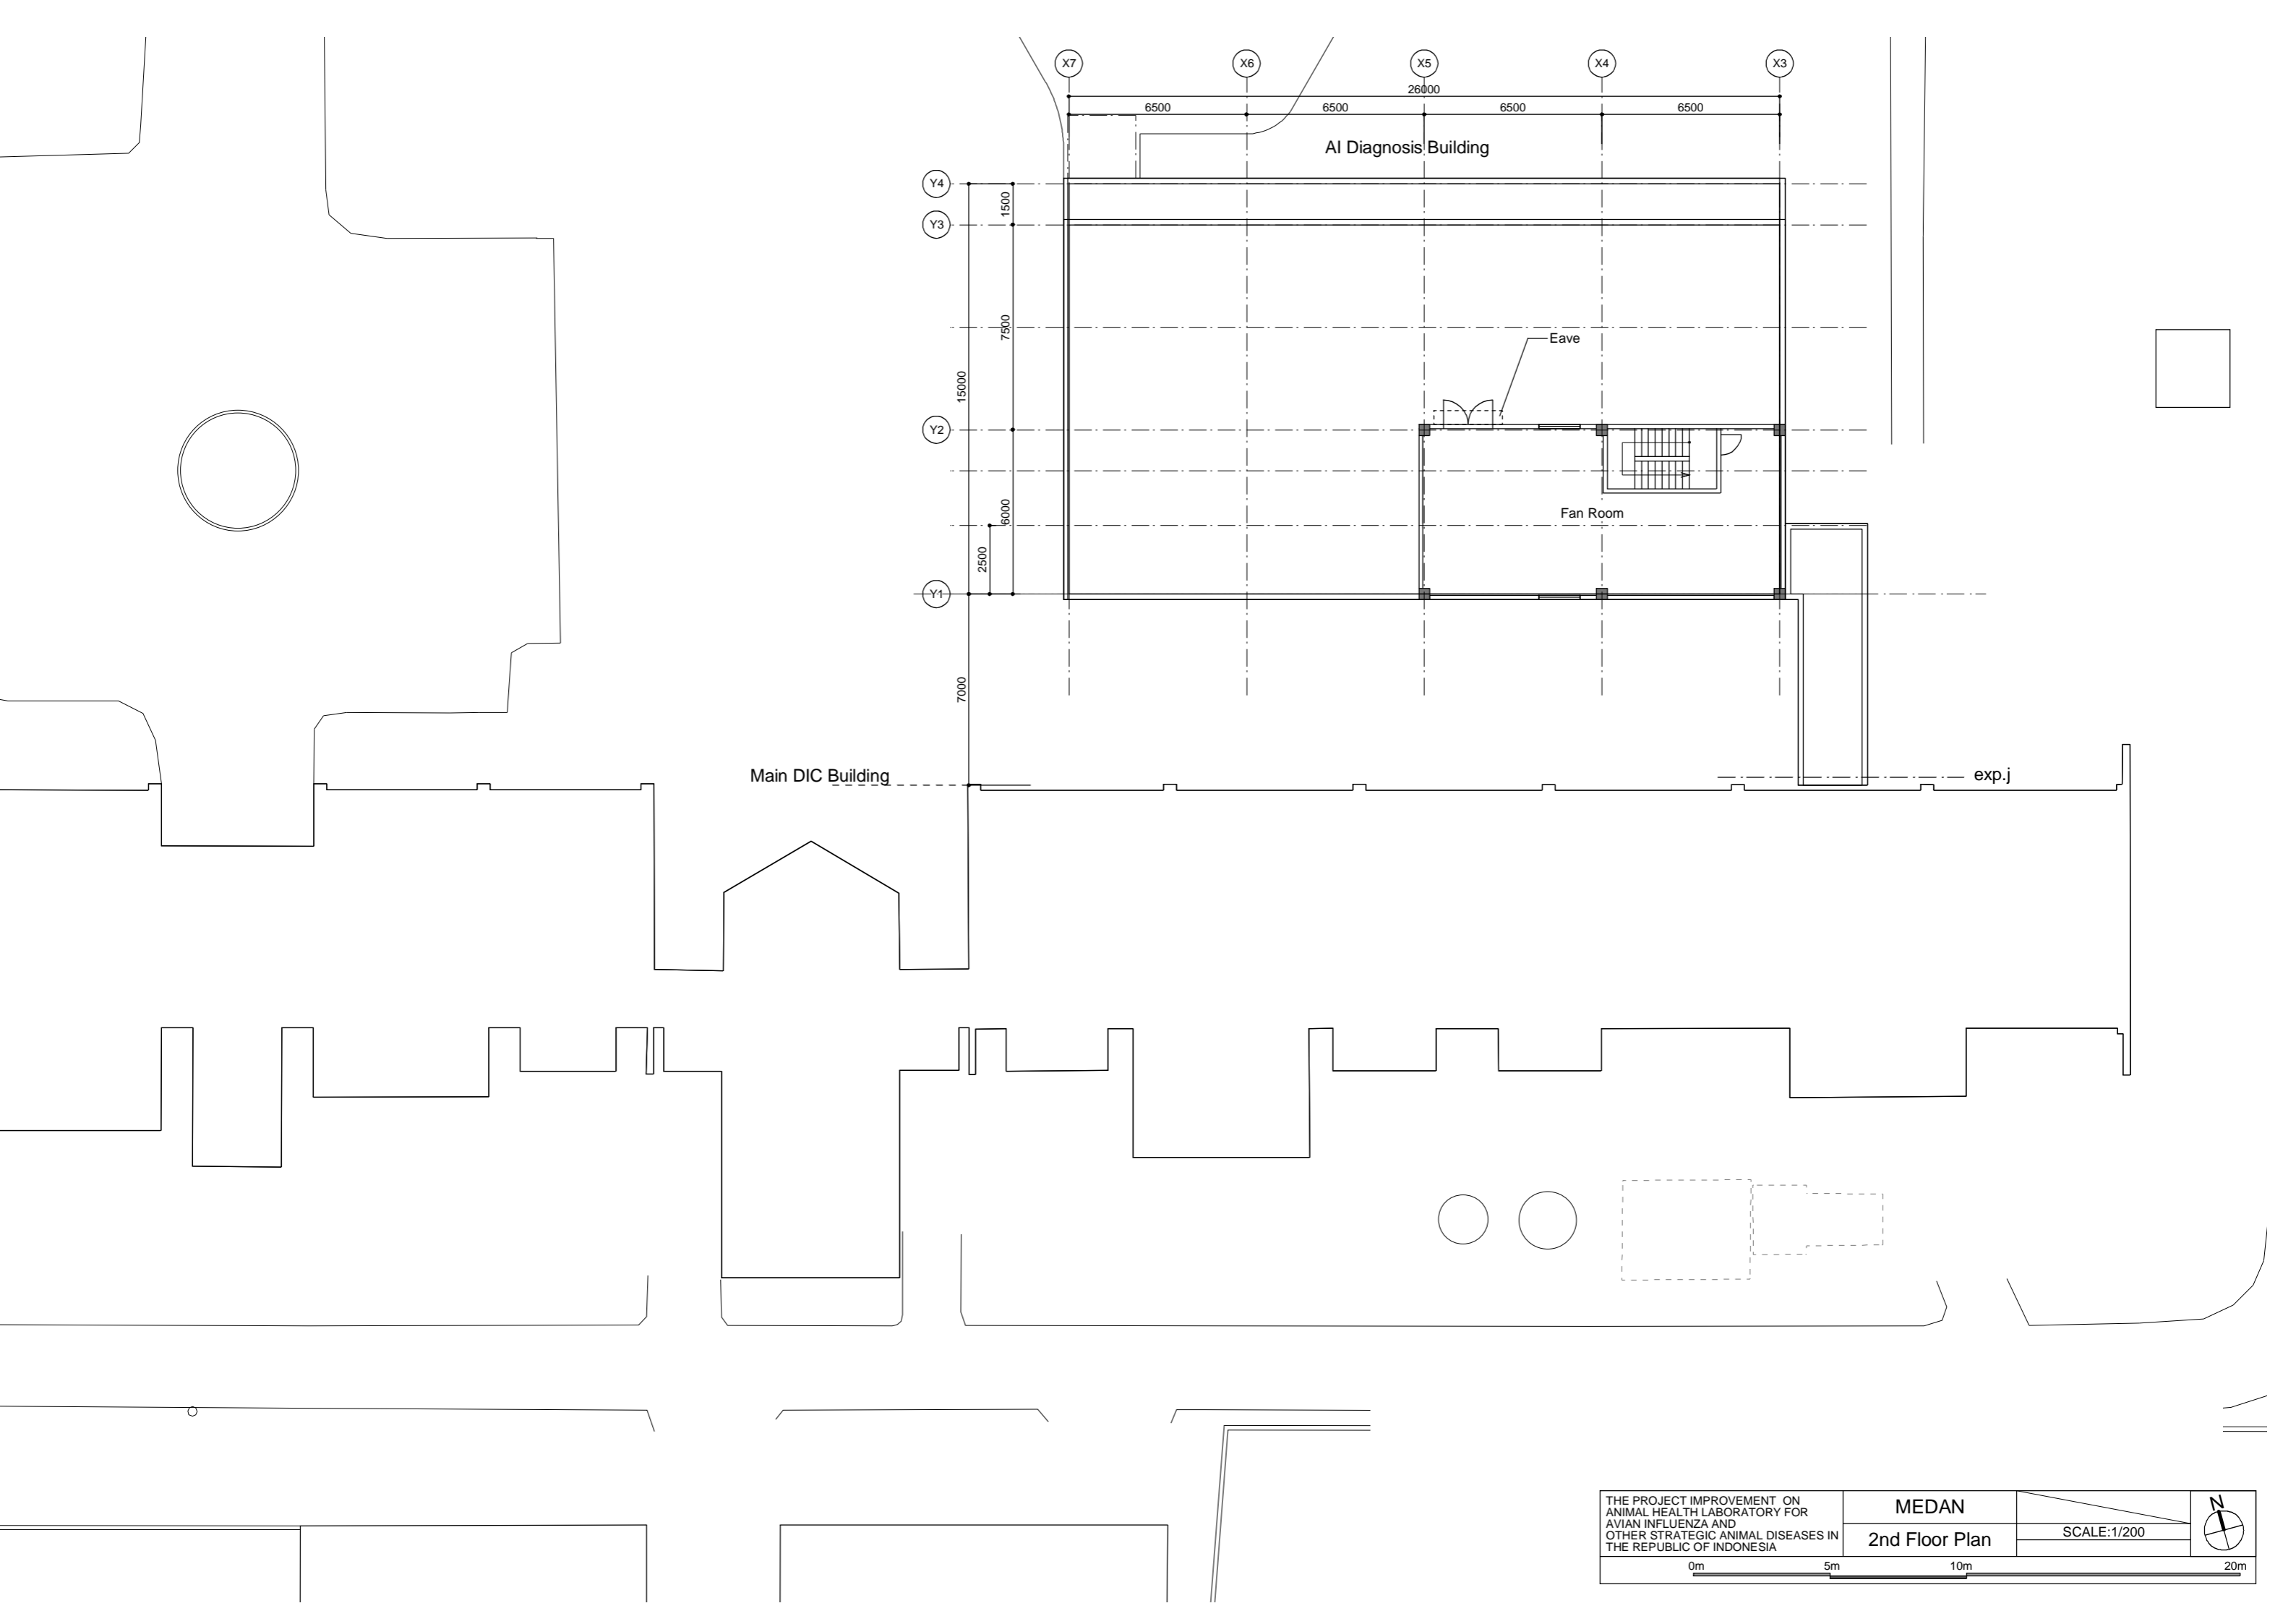 X7 X6 X5 X4 X3
26000
6500 6500 6500 6500
AI Diagnosis Building
Y4
1500
Y3
7500
Eave
15000
Y2
6000
Fan Room
2500
Y1
7000
Main DIC Building
exp.j
THE PROJECT IMPROVEMENT ON
ANIMAL HEALTH LABORATORY FOR
AVIAN INFLUENZA AND
OTHER STRATEGIC ANIMAL DISEASES IN
THE REPUBLIC OF INDONESIA
MEDAN
2nd Floor Plan
SCALE:1/200
N
0m 5m 10m 20m